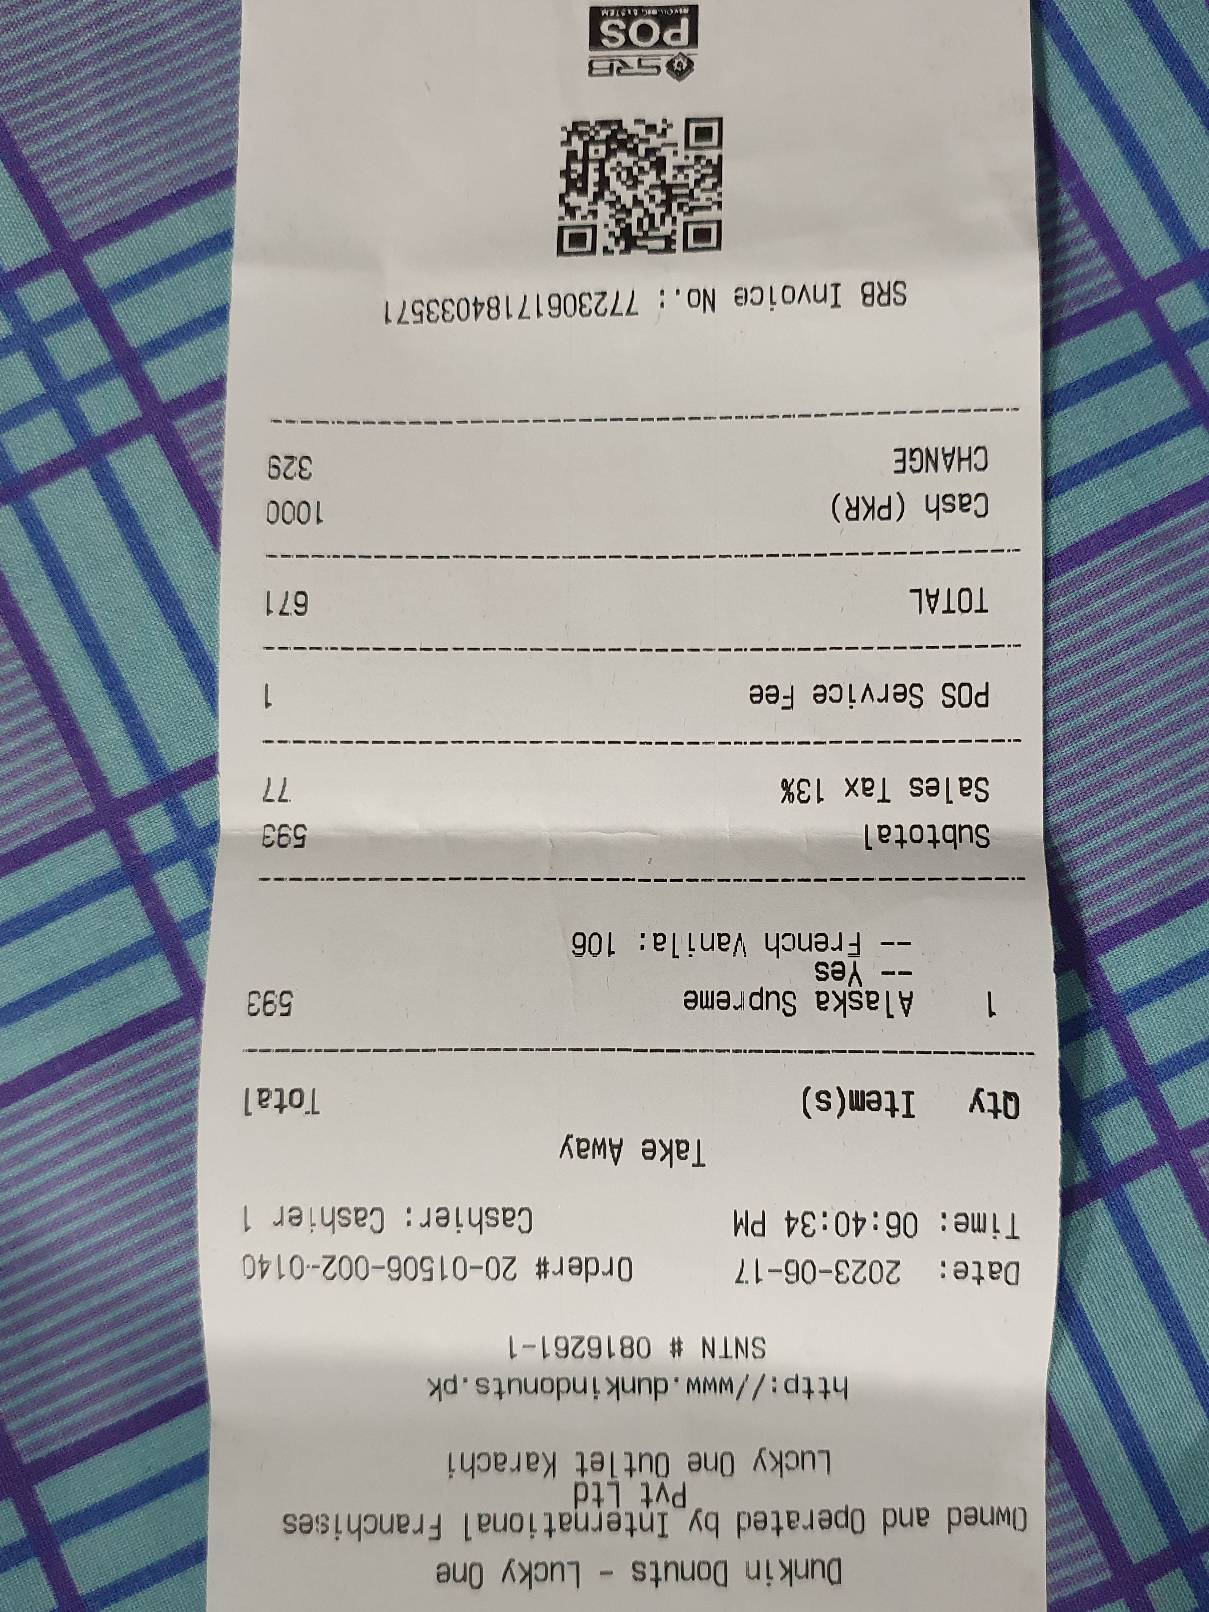 Dunkin Donuts - Lucky One
Owned and Operated by International Franchises
Pvt Ltd
Lucky One Outlet Karachi
http://www.dunkindonuts.pk
SNTN # 0816261-1
Date: 2023-06-17 Order# 20-01506-002-0140
Time: 06:40:34 PM Cashier: Cashier 1
Take Away
Qty Item(s) Total
1 Alaska Supreme 593
-- Yes
-- French Vanila: 106
Subtotal 593
Sales Tax 13% 77
POS Service Fee 1
TOTAL 671
Cash (PKR) 1000
CHANGE 329
SRB Invoice No.: 77230617184033571
SRB
POS
INVOICING SYSTEM